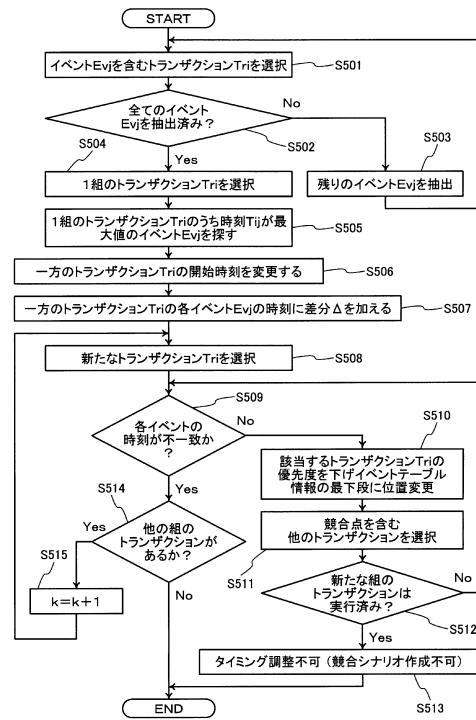 START
イベントEvjを含むトランザクションTriを選択
S501
全てのイベント
Evjを抽出済み?
No
S502
S503
S504
Yes
残りのイベントEvjを抽出
1組のトランザクションTriを選択
1組のトランザクションTriのうち時刻Tijが最
大値のイベントEvjを探す
S505
一方のトランザクションTriの開始時刻を変更する
S506
一方のトランザクションTriの各イベントEvjの時刻に差分Δを加える
S507
新たなトランザクションTriを選択
S508
S509
各イベントの
時刻が不一致か
?
No
S510
該当するトランザクションTriの
優先度を下げイベントテーブル
情報の最下段に位置変更
Yes
S514
他の組の
トランザクションが
あるか?
Yes
S515
k=k+1
No
競合点を含む
他のトランザクションを選択
S511
新たな組の
トランザクションは
実行済み?
No
S512
Yes
タイミング調整不可(競合シナリオ作成不可)
S513
END